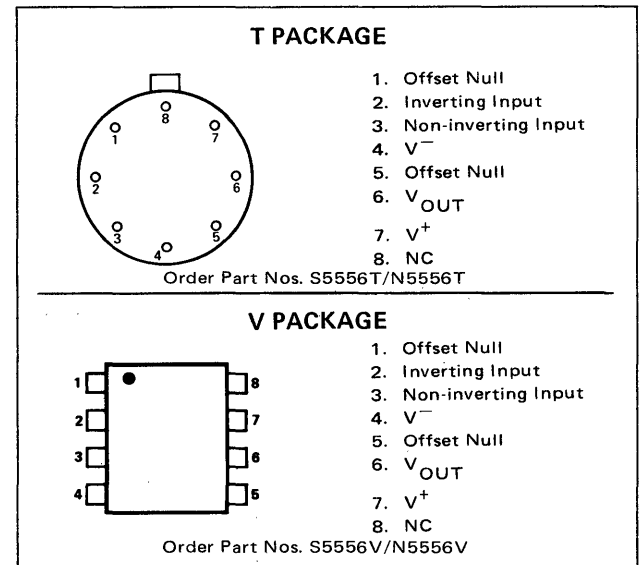 T PACKAGE
1. Offset Null
2. Inverting Input
3. Non-inverting Input
4. V−
5. Offset Null
6. VOUT
7. V+
8. NC
8
1
7
2
6
3
5
4
Order Part Nos. S5556T/N5556T
V PACKAGE
1. Offset Null
2. Inverting Input
3. Non-inverting Input
4. V−
5. Offset Null
6. VOUT
7. V+
8. NC
1 8
2 7
3 6
4 5
Order Part Nos. S5556V/N5556V